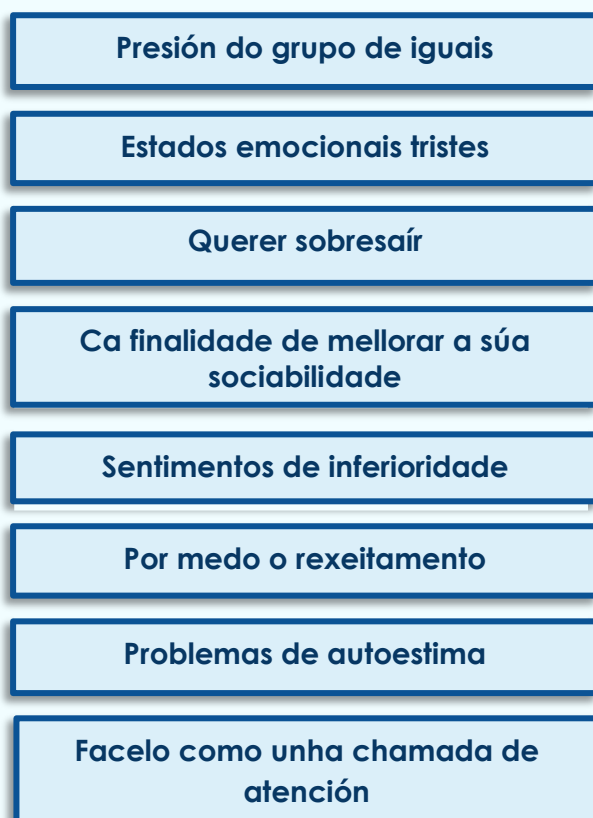 Presión do grupo de iguais
Estados emocionais tristes
Querer sobresaír
Ca finalidade de mellorar a súa
sociabilidade
Sentimentos de inferioridade
Por medo o rexeitamento
Problemas de autoestima
Facelo como unha chamada de
atención